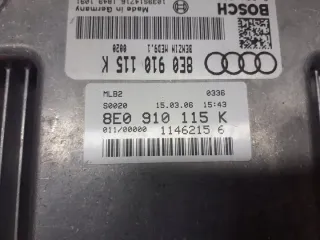 BOSCH
Made in Germany
8E0 910 115 K
BENZIN MED9.1
0020
MLB2 0336
S0020 15.03.06 15:43
8E0 910 115 K
011/00000 1146215 6